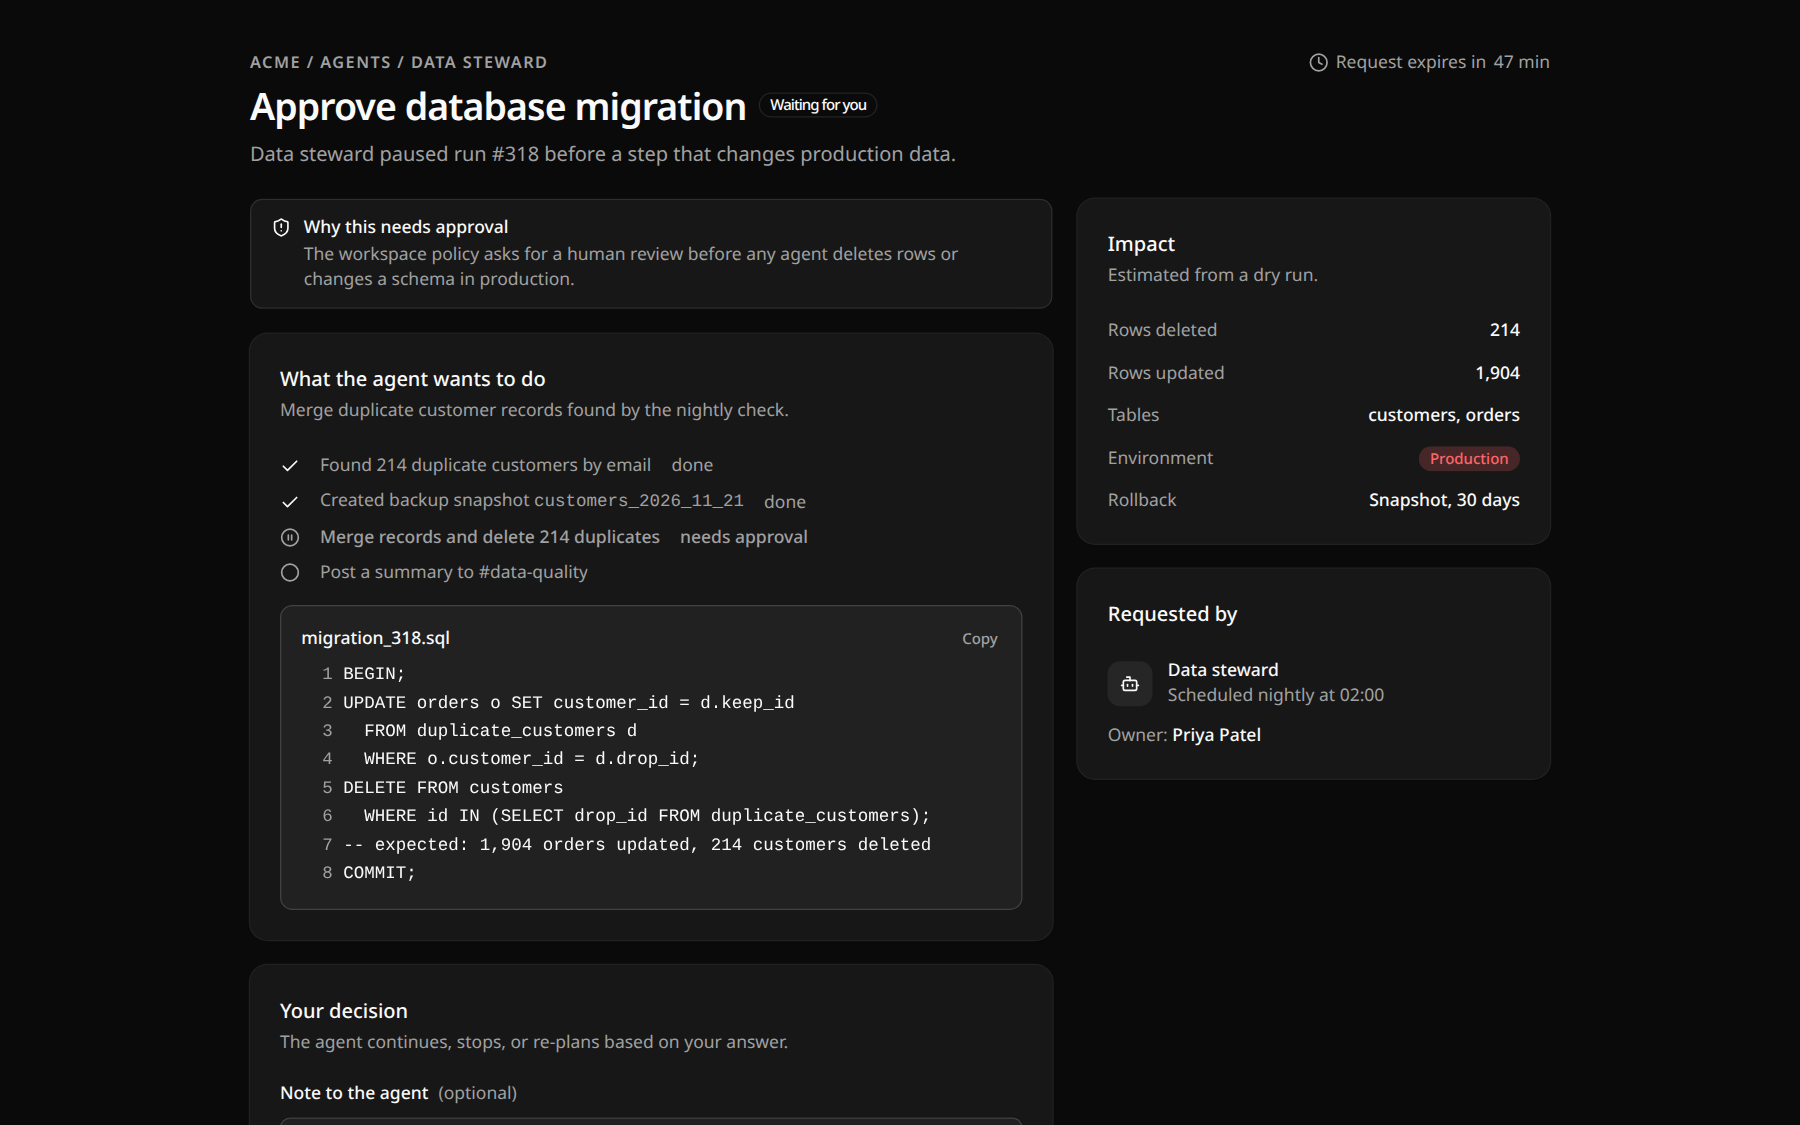 ACME / AGENTS / DATA STEWARD
Request expires in 47 min
Approve database migration
Waiting for you
Data steward paused run #318 before a step that changes production data.
Why this needs approval
The workspace policy asks for a human review before any agent deletes rows or
changes a schema in production.
What the agent wants to do
Merge duplicate customer records found by the nightly check.
Found 214 duplicate customers by email done
Created backup snapshot customers_2026_11_21 done
Merge records and delete 214 duplicates needs approval
Post a summary to #data-quality
migration_318.sql
Copy
1 BEGIN;
2 UPDATE orders o SET customer_id = d.keep_id
3   FROM duplicate_customers d
4   WHERE o.customer_id = d.drop_id;
5 DELETE FROM customers
6   WHERE id IN (SELECT drop_id FROM duplicate_customers);
7 -- expected: 1,904 orders updated, 214 customers deleted
8 COMMIT;
Your decision
The agent continues, stops, or re-plans based on your answer.
Note to the agent (optional)
Impact
Estimated from a dry run.
Rows deleted 214
Rows updated 1,904
Tables customers, orders
Environment Production
Rollback Snapshot, 30 days
Requested by
Data steward
Scheduled nightly at 02:00
Owner: Priya Patel